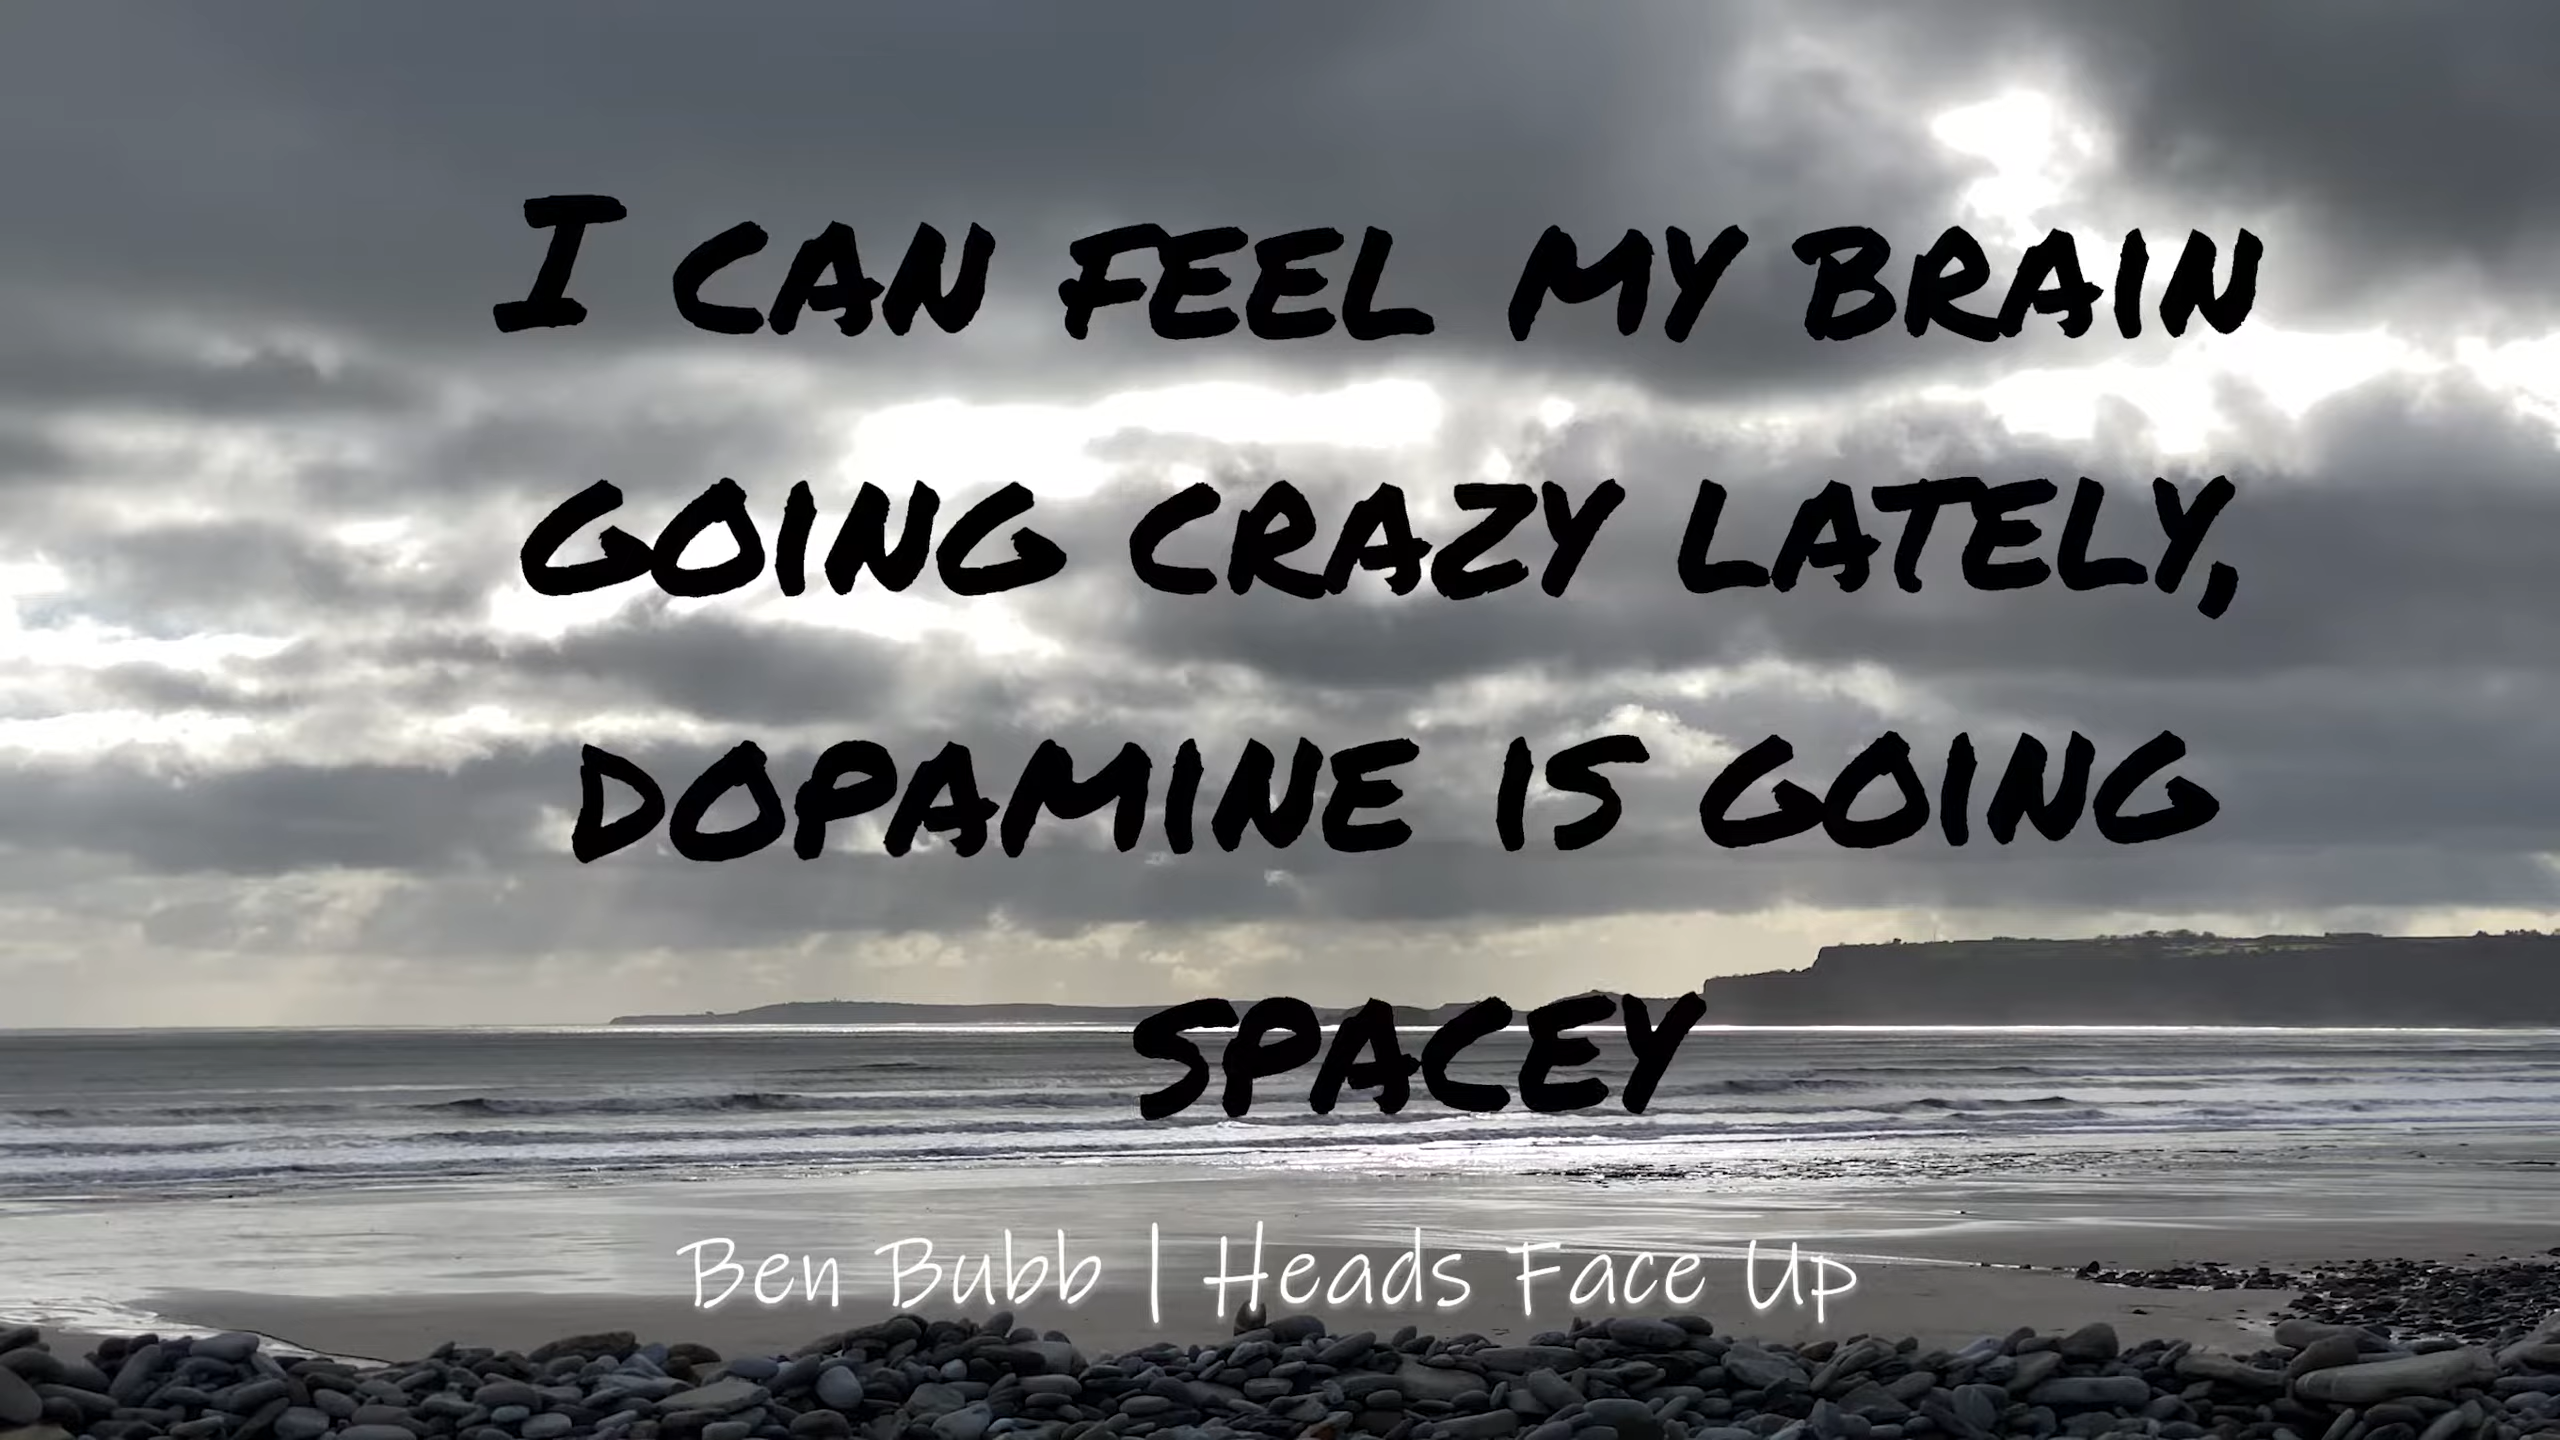 I CAN FEEL MY BRAIN
GOING CRAZY LATELY,
DOPAMINE IS GOING
SPACEY
Ben Bubb | Heads Face Up